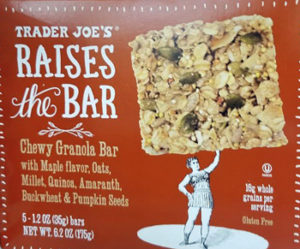 TRADER JOE'S®
RAISES
the BAR
Chewy Granola Bar
with Maple flavor, Oats,
Millet, Quinoa, Amaranth,
Buckwheat & Pumpkin Seeds
5 - 1.2 OZ (35g) bars
NET WT. 6.2 OZ (175g)
16g whole
grains per
serving
Gluten Free